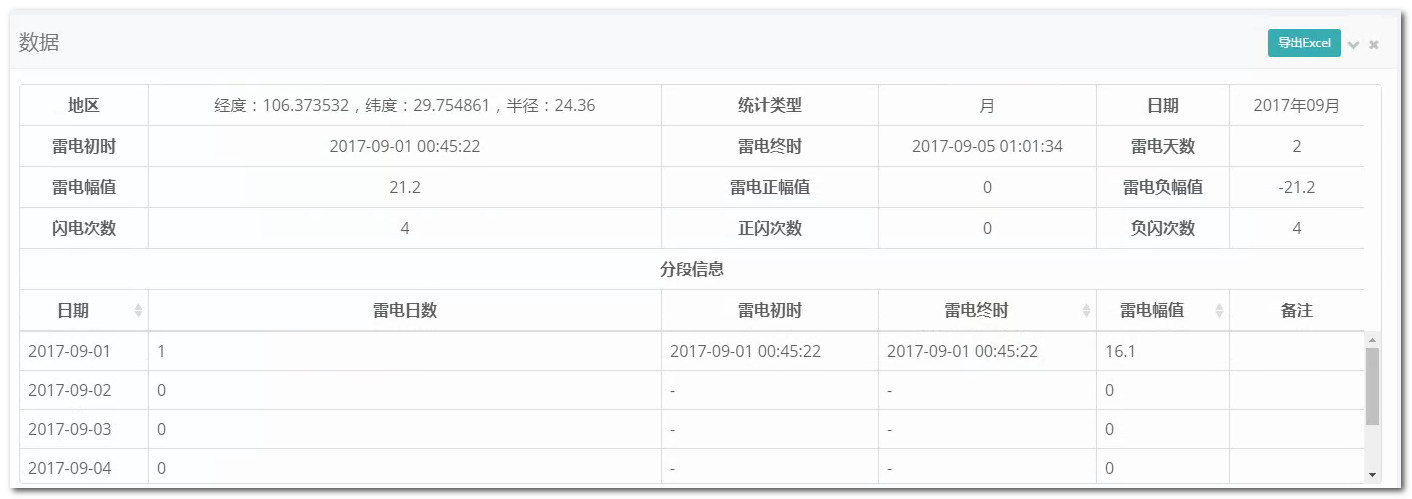 数据 导出Excel
地区 经度：106.373532，纬度：29.754861，半径：24.36 统计类型 月 日期 2017年09月
雷电初时 2017-09-01 00:45:22 雷电终时 2017-09-05 01:01:34 雷电天数 2
雷电幅值 21.2 雷电正幅值 0 雷电负幅值 -21.2
闪电次数 4 正闪次数 0 负闪次数 4
分段信息
日期 雷电日数 雷电初时 雷电终时 雷电幅值 备注
2017-09-01 1 2017-09-01 00:45:22 2017-09-01 00:45:22 16.1
2017-09-02 0 - - 0
2017-09-03 0 - - 0
2017-09-04 0 - - 0